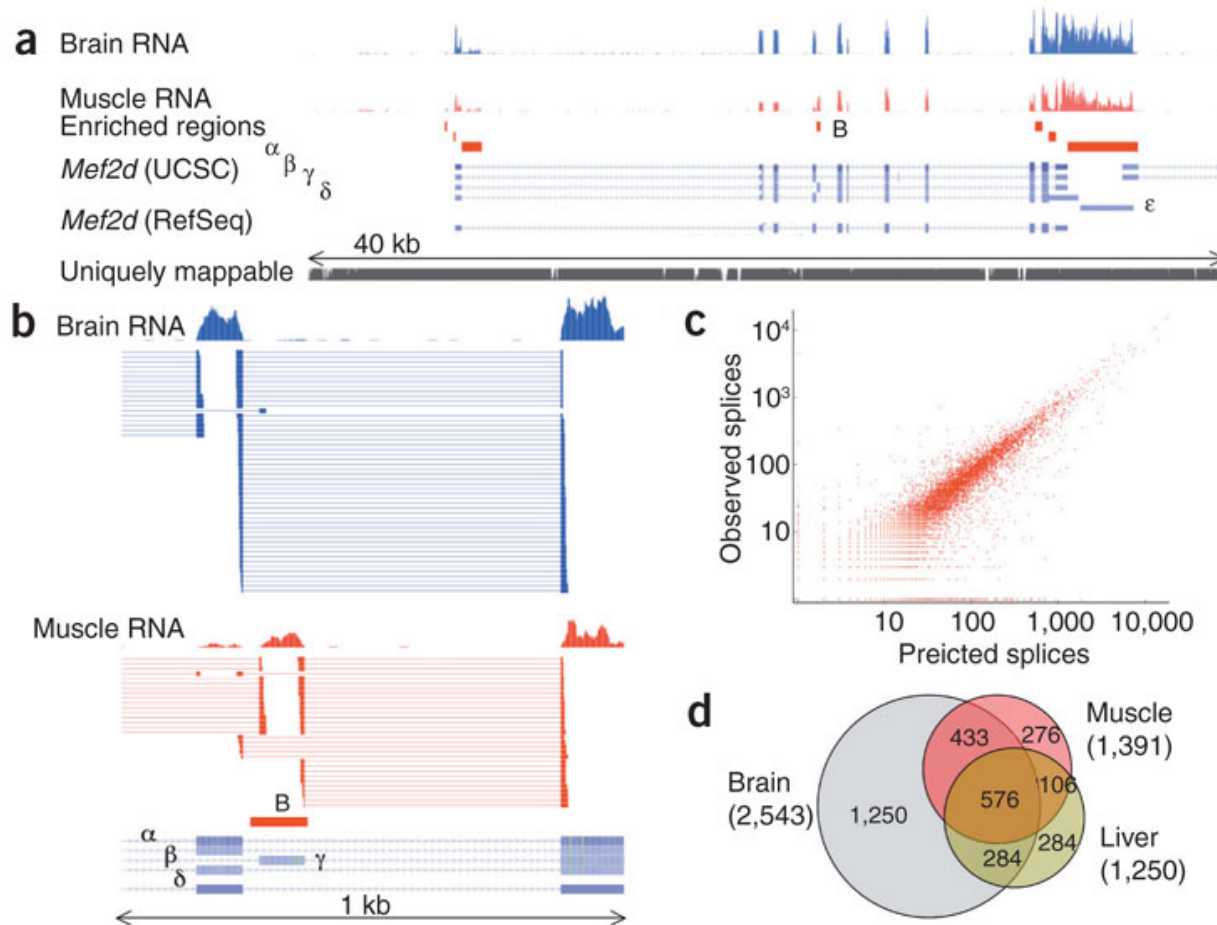 a
Brain RNA
Muscle RNA
Enriched regions
B
α
β
γ
δ
Mef2d (UCSC)
ε
Mef2d (RefSeq)
40 kb
Uniquely mappable
b
Brain RNA
Muscle RNA
B
α
β
γ
δ
1 kb
c
Observed splices
10⁴
10³
100
10
10
100
1,000
10,000
Preicted splices
d
Brain
(2,543)
Muscle
(1,391)
Liver
(1,250)
433
276
106
576
1,250
284
284